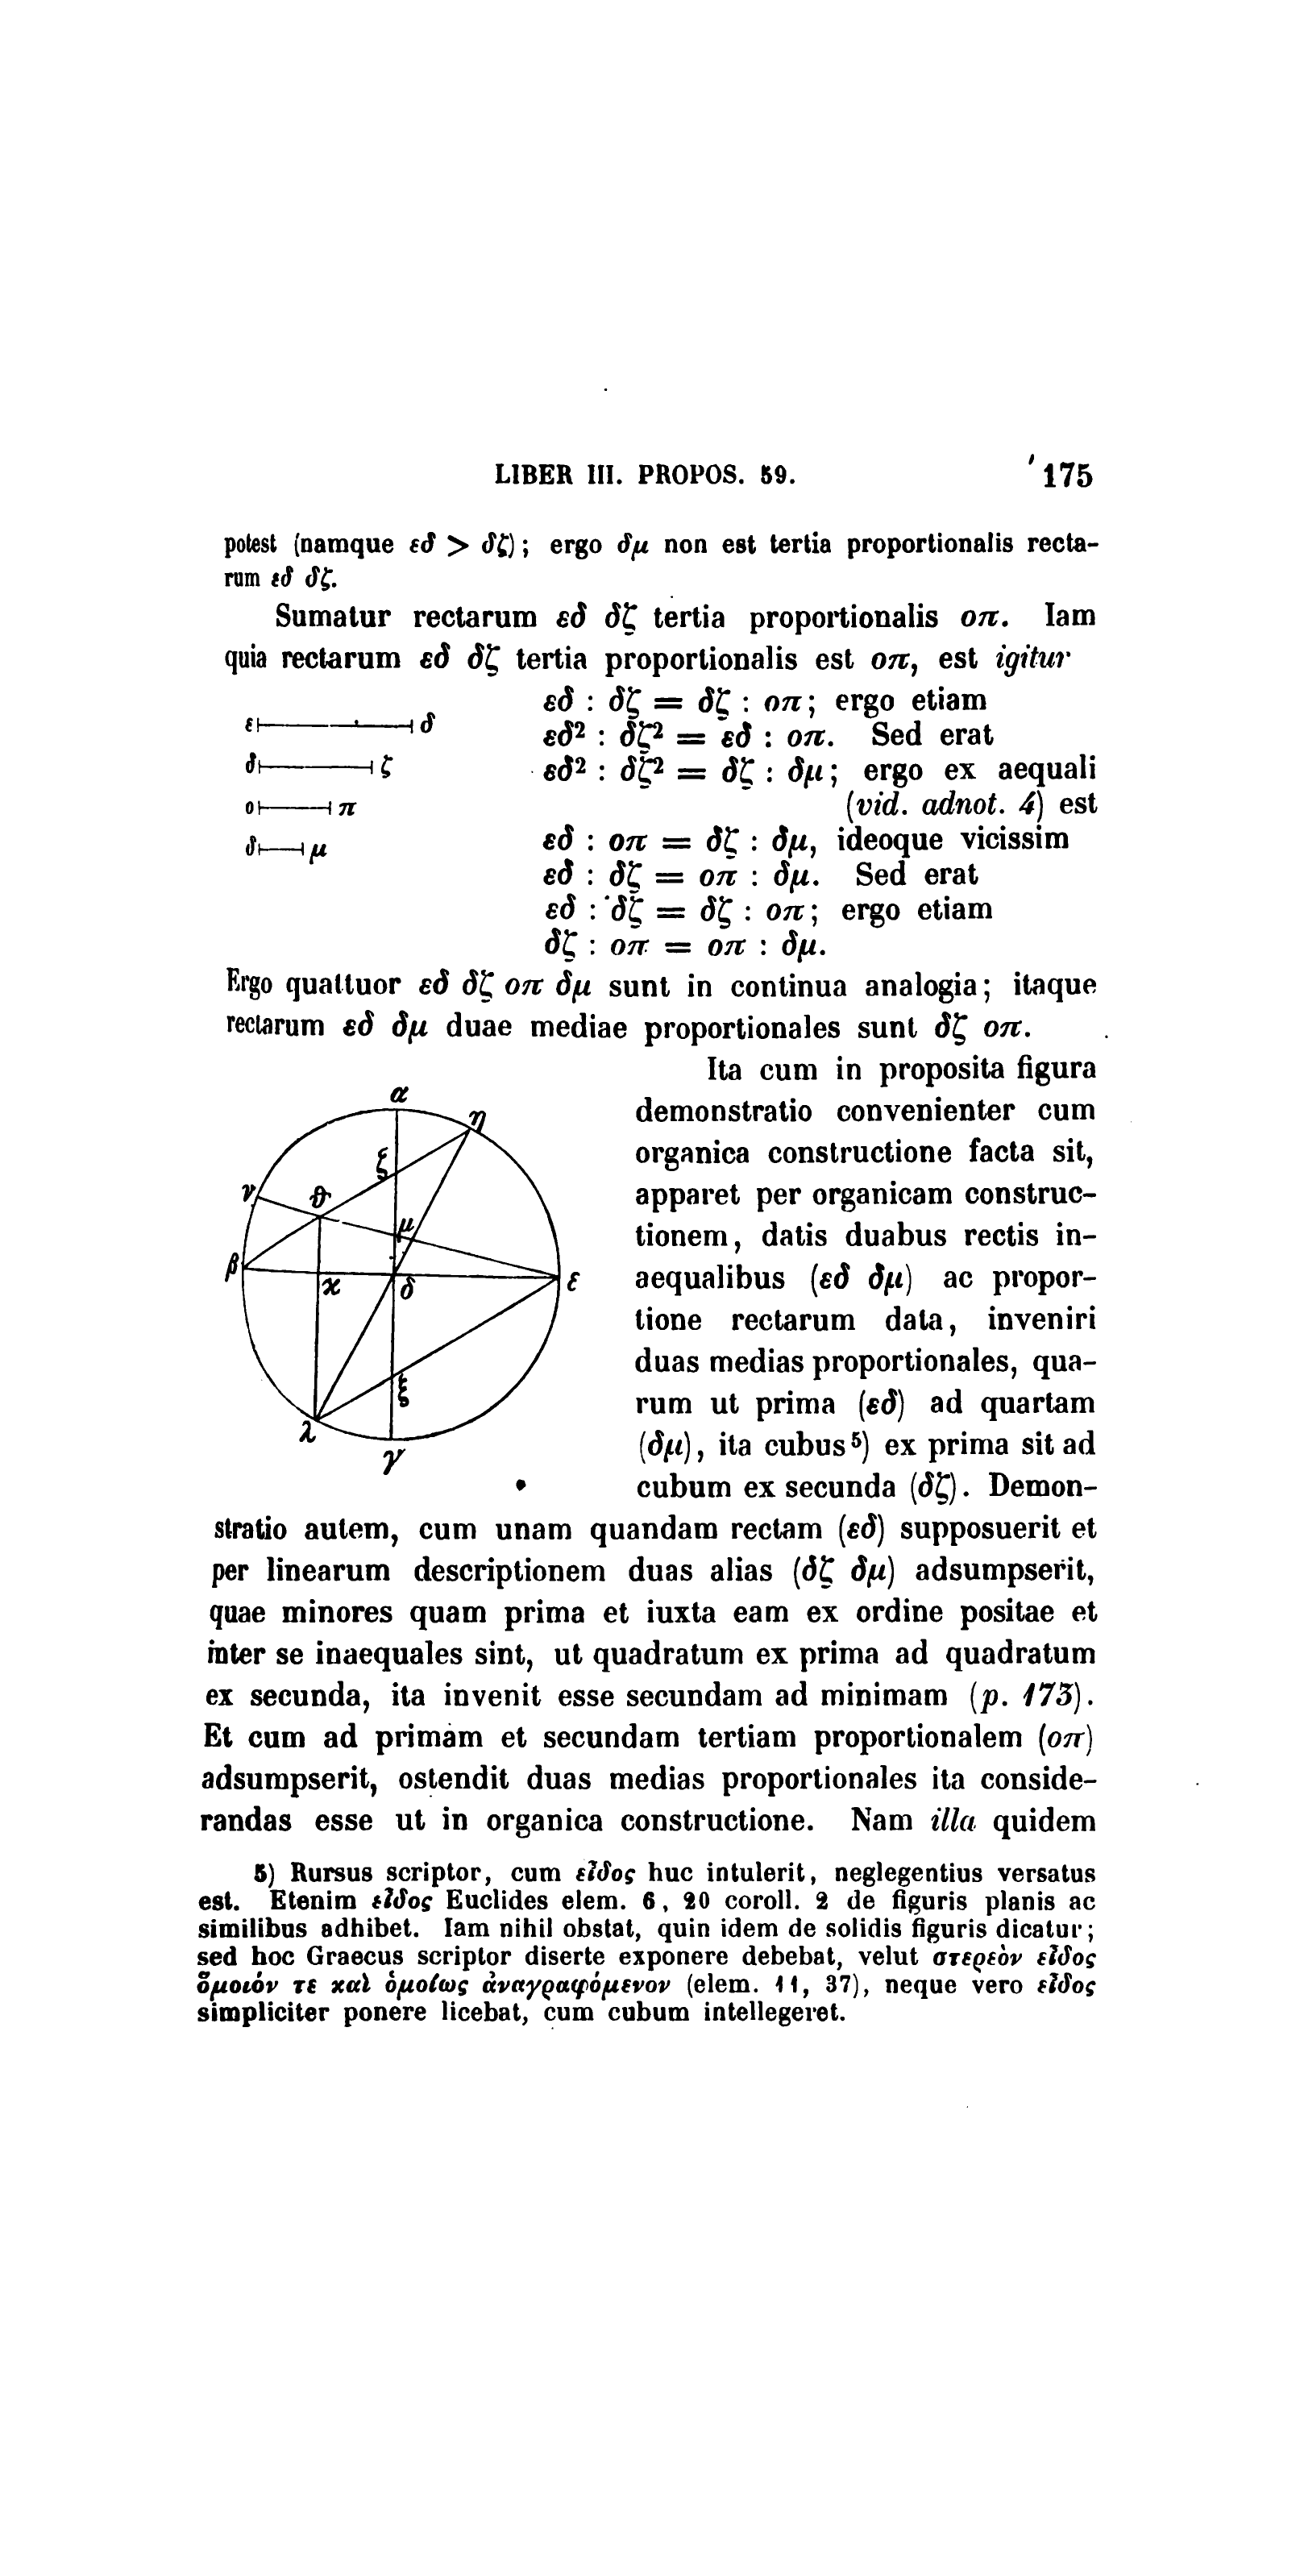 LIBER III. PROPOS. 59. 175
potest (namque εδ > δζ); ergo δμ non est tertia proportionalis recta-
rum εδ δζ.
Sumatur rectarum εδ δζ tertia proportionalis οπ. Iam
quia rectarum εδ δζ tertia proportionalis est οπ, est igitur
εδ : δζ = δζ : οπ; ergo etiam
εδ² : δζ² = εδ : οπ. Sed erat
εδ² : δζ² = δζ : δμ; ergo ex aequali
(vid. adnot. 4) est
εδ : οπ = δζ : δμ, ideoque vicissim
εδ : δζ = οπ : δμ. Sed erat
εδ : δζ = δζ : οπ; ergo etiam
δζ : οπ = οπ : δμ.
ε δ
δ ζ
ο π
δ μ
Ergo quattuor εδ δζ οπ δμ sunt in continua analogia; itaque
rectarum εδ δμ duae mediae proportionales sunt δζ οπ.
α
η
ξ
ν
θ
μ
β
κ
δ
ε
ξ
λ
γ
Ita cum in proposita figura
demonstratio convenienter cum
organica constructione facta sit,
apparet per organicam construc-
tionem, datis duabus rectis in-
aequalibus (εδ δμ) ac propor-
tione rectarum data, inveniri
duas medias proportionales, qua-
rum ut prima (εδ) ad quartam
(δμ), ita cubus⁵) ex prima sit ad
cubum ex secunda (δζ). Demon-
stratio autem, cum unam quandam rectam (εδ) supposuerit et
per linearum descriptionem duas alias (δζ δμ) adsumpserit,
quae minores quam prima et iuxta eam ex ordine positae et
inter se inaequales sint, ut quadratum ex prima ad quadratum
ex secunda, ita invenit esse secundam ad minimam (p. 173).
Et cum ad primam et secundam tertiam proportionalem (οπ)
adsumpserit, ostendit duas medias proportionales ita conside-
randas esse ut in organica constructione. Nam illa quidem
5) Rursus scriptor, cum εἶδος huc intulerit, neglegentius versatus
est. Etenim εἶδος Euclides elem. 6, 20 coroll. 2 de figuris planis ac
similibus adhibet. Iam nihil obstat, quin idem de solidis figuris dicatur;
sed hoc Graecus scriptor diserte exponere debebat, velut στερεὸν εἶδος
ὅμοιόν τε καὶ ὁμοίως ἀναγραφόμενον (elem. 11, 37), neque vero εἶδος
simpliciter ponere licebat, cum cubum intellegeret.